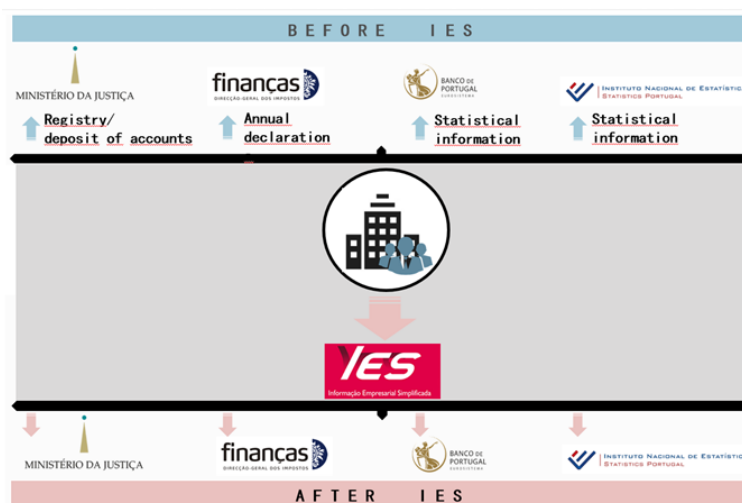 BEFORE IES
MINISTÉRIO DA JUSTIÇA
finanças
DIRECÇÃO-GERAL DOS IMPOSTOS
BANCO DE
PORTUGAL
EUROSISTEMA
INSTITUTO NACIONAL DE ESTATÍSTIC
STATISTICS PORTUGAL
Registry/
deposit of accounts
Annual
declaration
Statistical
information
Statistical
information
IES
Informação Empresarial Simplificada
MINISTÉRIO DA JUSTIÇA
finanças
DIRECÇÃO-GERAL DOS IMPOSTOS
BANCO DE
PORTUGAL
EUROSISTEMA
INSTITUTO NACIONAL DE ESTATÍSTIC
STATISTICS PORTUGAL
AFTER IES